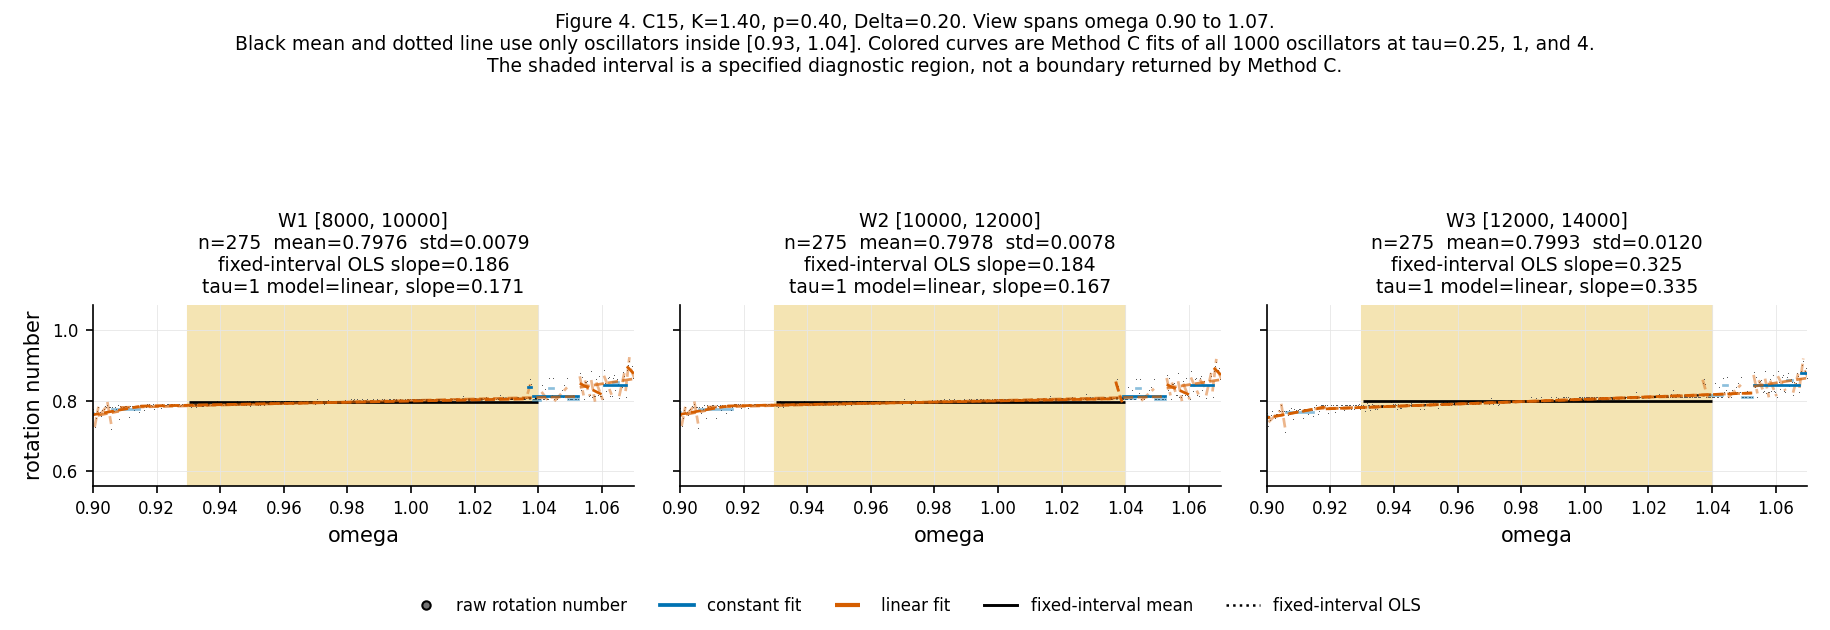 Figure 4. C15, K=1.40, p=0.40, Delta=0.20. View spans omega 0.90 to 1.07.
Black mean and dotted line use only oscillators inside [0.93, 1.04]. Colored curves are Method C fits of all 1000 oscillators at tau=0.25, 1, and 4.
The shaded interval is a specified diagnostic region, not a boundary returned by Method C.
W1 [8000, 10000]
n=275  mean=0.7976  std=0.0079
fixed-interval OLS slope=0.186
tau=1 model=linear, slope=0.171
W2 [10000, 12000]
n=275  mean=0.7978  std=0.0078
fixed-interval OLS slope=0.184
tau=1 model=linear, slope=0.167
W3 [12000, 14000]
n=275  mean=0.7993  std=0.0120
fixed-interval OLS slope=0.325
tau=1 model=linear, slope=0.335
rotation number
1.0
0.8
0.6
0.90 0.92 0.94 0.96 0.98 1.00 1.02 1.04 1.06
omega
0.90 0.92 0.94 0.96 0.98 1.00 1.02 1.04 1.06
omega
0.90 0.92 0.94 0.96 0.98 1.00 1.02 1.04 1.06
omega
raw rotation number constant fit linear fit fixed-interval mean fixed-interval OLS